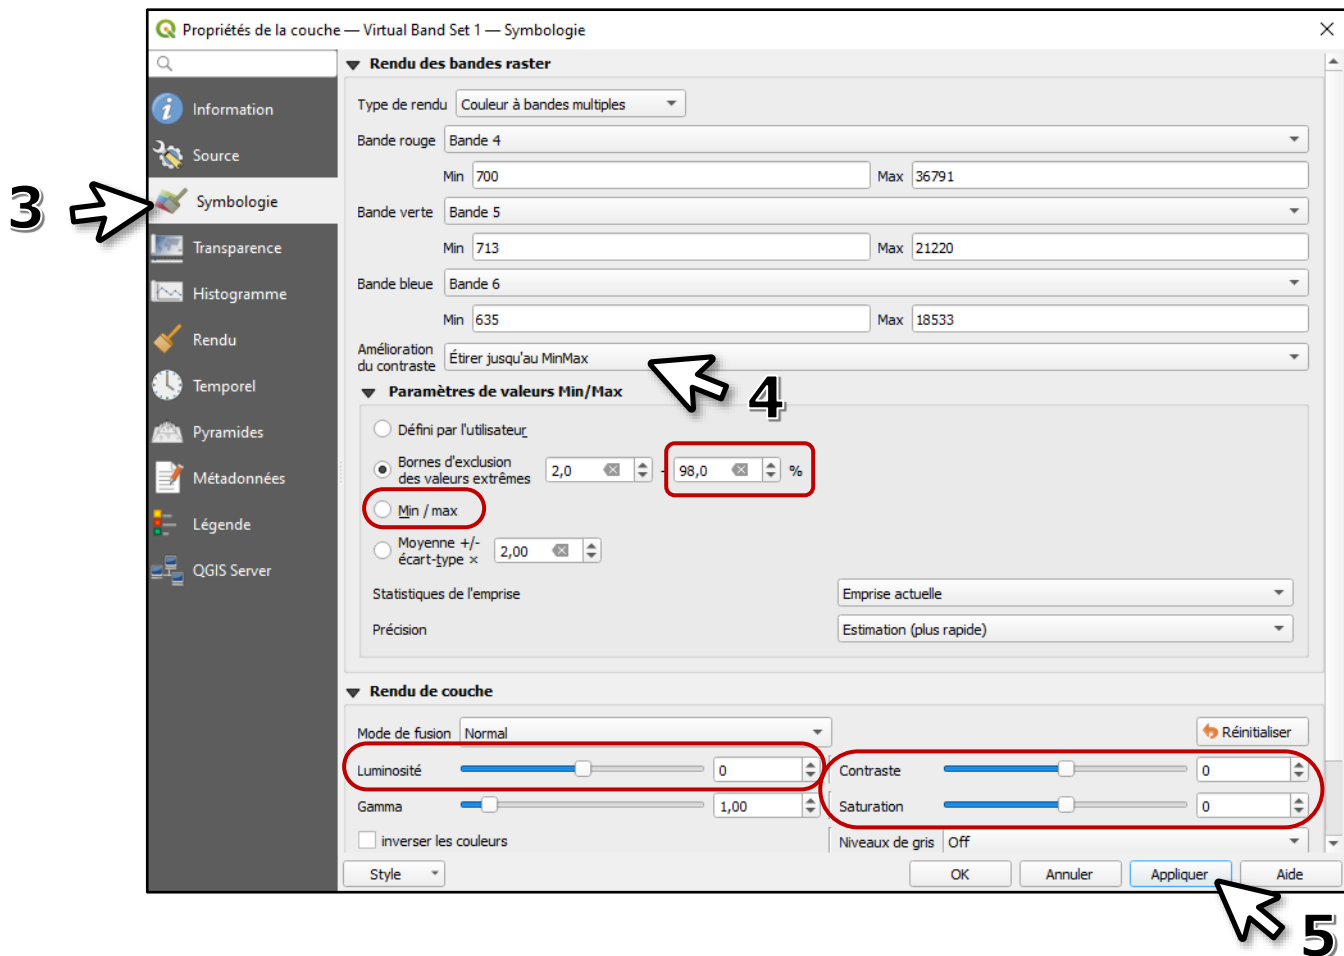 Propriétés de la couche — Virtual Band Set 1 — Symbologie
Information
Source
3
Symbologie
Transparence
Histogramme
Rendu
Temporel
Pyramides
Métadonnées
Légende
QGIS Server
Rendu des bandes raster
Type de rendu Couleur à bandes multiples
Bande rouge Bande 4
Min 700 Max 36791
Bande verte Bande 5
Min 713 Max 21220
Bande bleue Bande 6
Min 635 Max 18533
Amélioration
du contraste Étirer jusqu'au MinMax
4
Paramètres de valeurs Min/Max
Défini par l'utilisateur
Bornes d'exclusion
des valeurs extrêmes 2,0 - 98,0 %
Min / max
Moyenne +/-
écart-type × 2,00
Statistiques de l'emprise Emprise actuelle
Précision Estimation (plus rapide)
Rendu de couche
Mode de fusion Normal Réinitialiser
Luminosité 0 Contraste 0
Gamma 1,00 Saturation 0
inverser les couleurs Niveaux de gris Off
Style OK Annuler Appliquer Aide
5